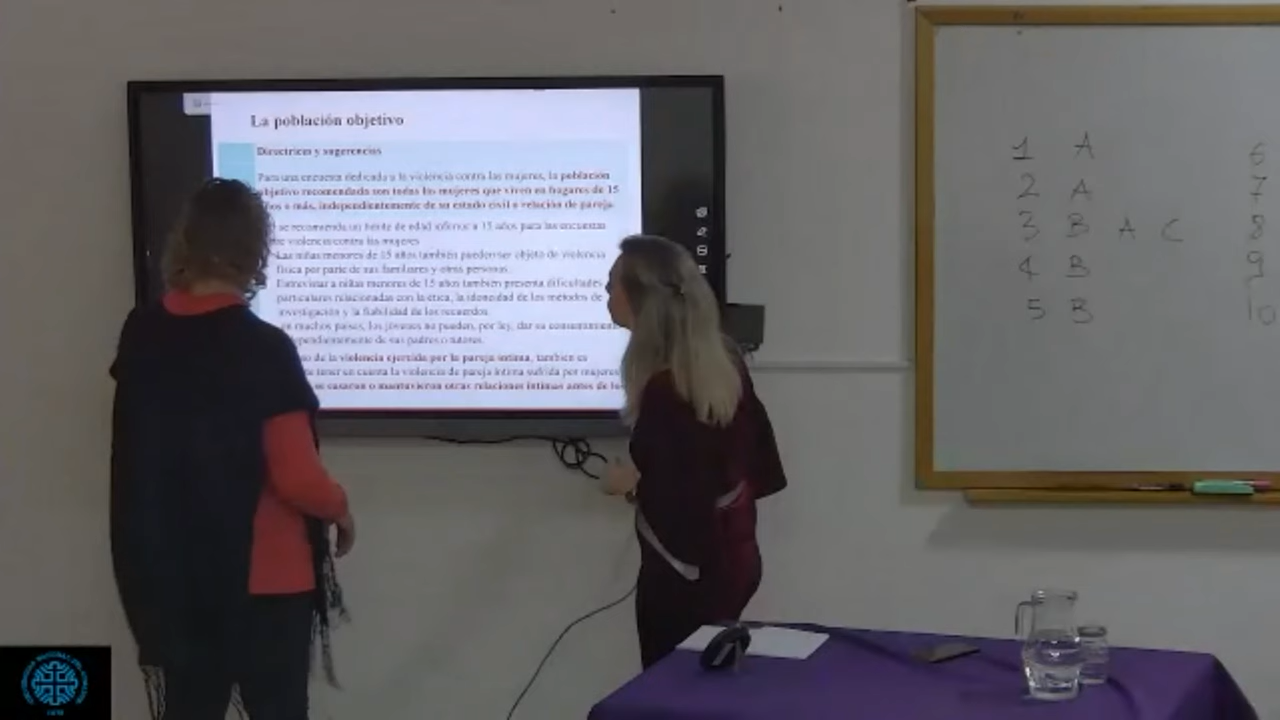 La población objetivo
Directrices y sugerencias
Para una encuesta dedicada a la violencia contra las mujeres, la población
objetivo recomendada son todas las mujeres que viven en hogares de 15
años o más, independientemente de su estado civil o relación de pareja.
se recomienda un límite de edad inferior a 15 años para las encuestas
de violencia contra las mujeres
Las niñas menores de 15 años también pueden ser objeto de violencia
física por parte de sus familiares y otras personas.
Entrevistar a niñas menores de 15 años también presenta dificultades
particulares relacionadas con la ética, la idoneidad de los métodos de
investigación y la fiabilidad de los recuerdos.
en muchos países, los jóvenes no pueden, por ley, dar su consentimiento
independientemente de sus padres o tutores.
de la violencia ejercida por la pareja íntima, también es
tener en cuenta la violencia de pareja íntima sufrida por mujeres
se casaron o mantuvieron otras relaciones íntimas antes de los
1 A
2 A
3 B A C
4 B
5 B
6
7
8
9
10